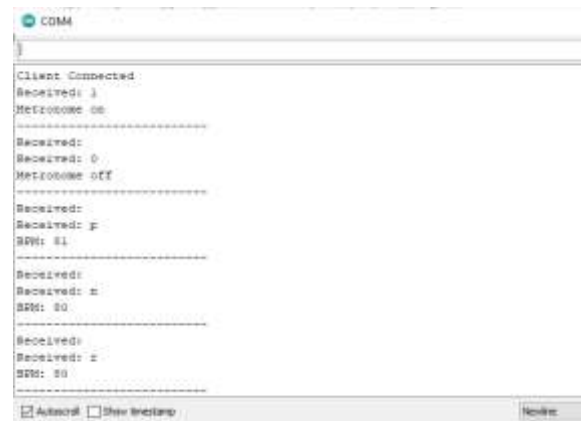 COM4
Client Connected
Received: 1
Metronome on
----------------------------
Received:
Received: 0
Metronome off
----------------------------
Received:
Received: p
BPM: 81
----------------------------
Received:
Received: m
BPM: 80
----------------------------
Received:
Received: r
BPM: 80
----------------------------
Autoscroll Show timestamp
Newline